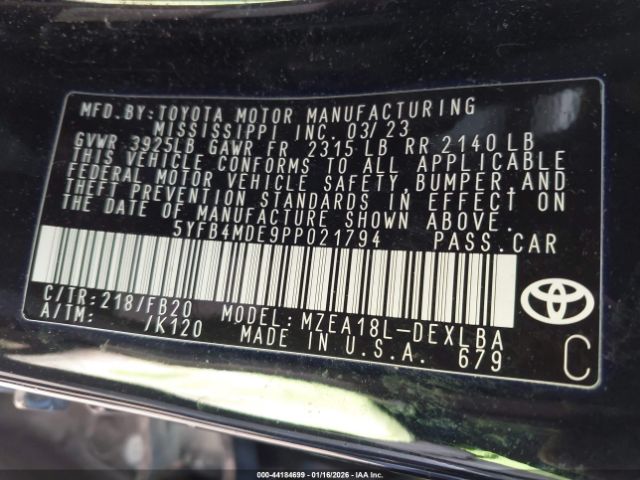 MFD.BY:TOYOTA MOTOR MANUFACTURING
MISSISSIPPI INC. 03/23
GVWR 3925LB GAWR FR 2315 LB RR 2140 LB
THIS VEHICLE CONFORMS TO ALL APPLICABLE
FEDERAL MOTOR VEHICLE SAFETY,BUMPER,AND
THEFT PREVENTION STANDARDS IN EFFECT ON
THE DATE OF MANUFACTURE SHOWN ABOVE.
5YFB4MDE9PP021794 PASS.CAR
C/TR:218/FB20 MODEL:MZEA18L-DEXLBA
A/TM: /K120 MADE IN U.S.A. 679
C
000-44184699 - 01/16/2026 - IAA Inc.